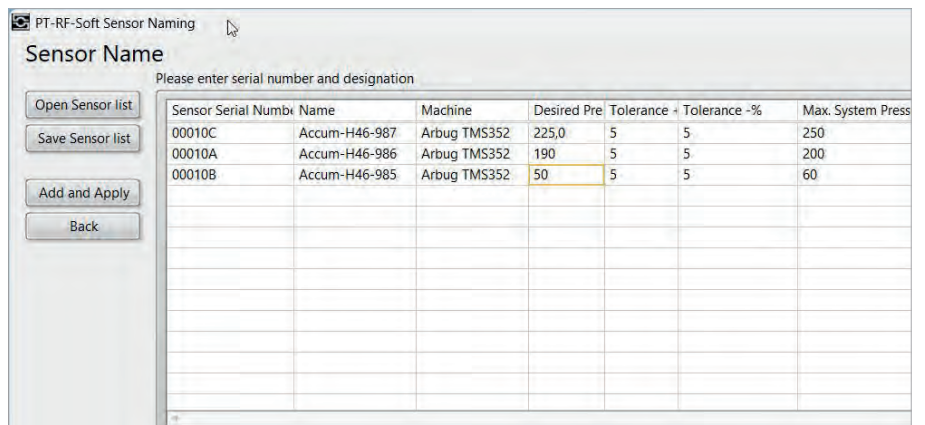 PT-RF-Soft Sensor Naming
Sensor Name
Please enter serial number and designation
Open Sensor list
Save Sensor list
Add and Apply
Back
Sensor Serial Numbe Name Machine Desired Pre Tolerance + Tolerance -% Max. System Press
00010C Accum-H46-987 Arbug TMS352 225,0 5 5 250
00010A Accum-H46-986 Arbug TMS352 190 5 5 200
00010B Accum-H46-985 Arbug TMS352 50 5 5 60